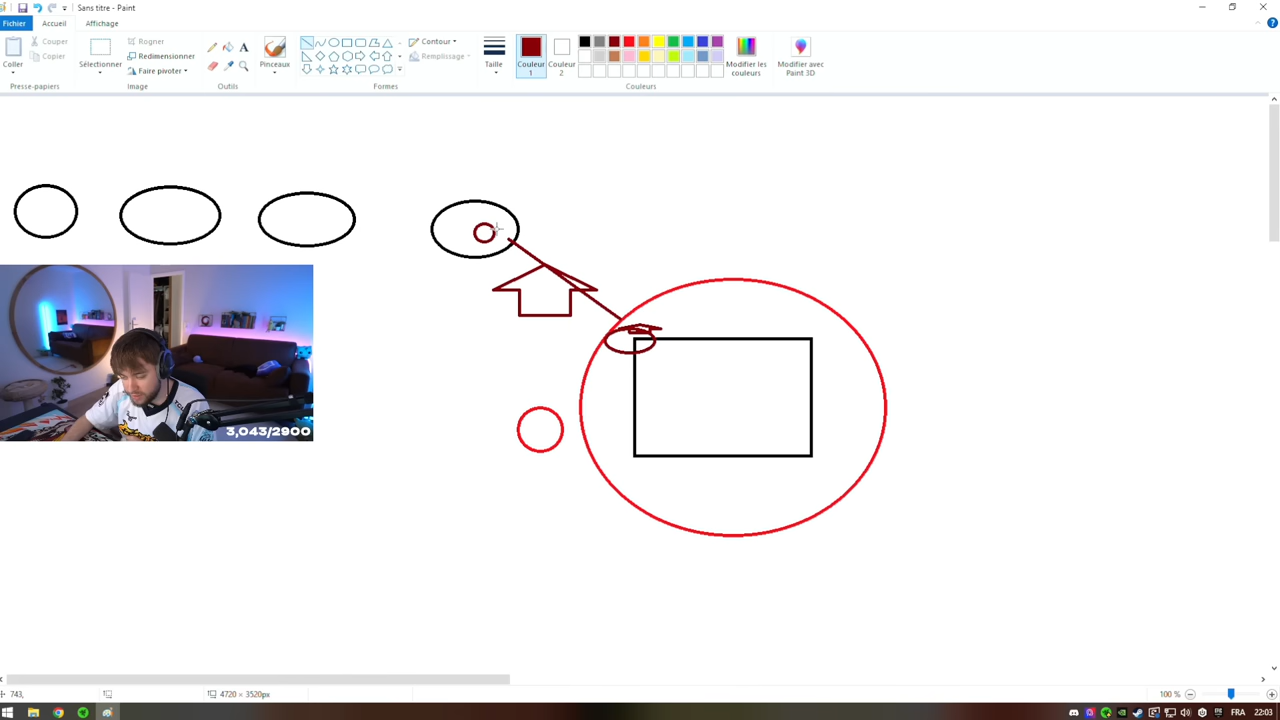 Sans titre - Paint
Fichier
Accueil
Affichage
Coller
Couper
Copier
Presse-papiers
Sélectionner
Rogner
Redimensionner
Faire pivoter
Image
A
Outils
Pinceaux
Contour
Remplissage
Formes
Taille
Couleur
1
Couleur
2
Modifier les
couleurs
Couleurs
Modifier avec
Paint 3D
3,043/2900
743,
4720 × 3520px
100 %
FRA
22:03